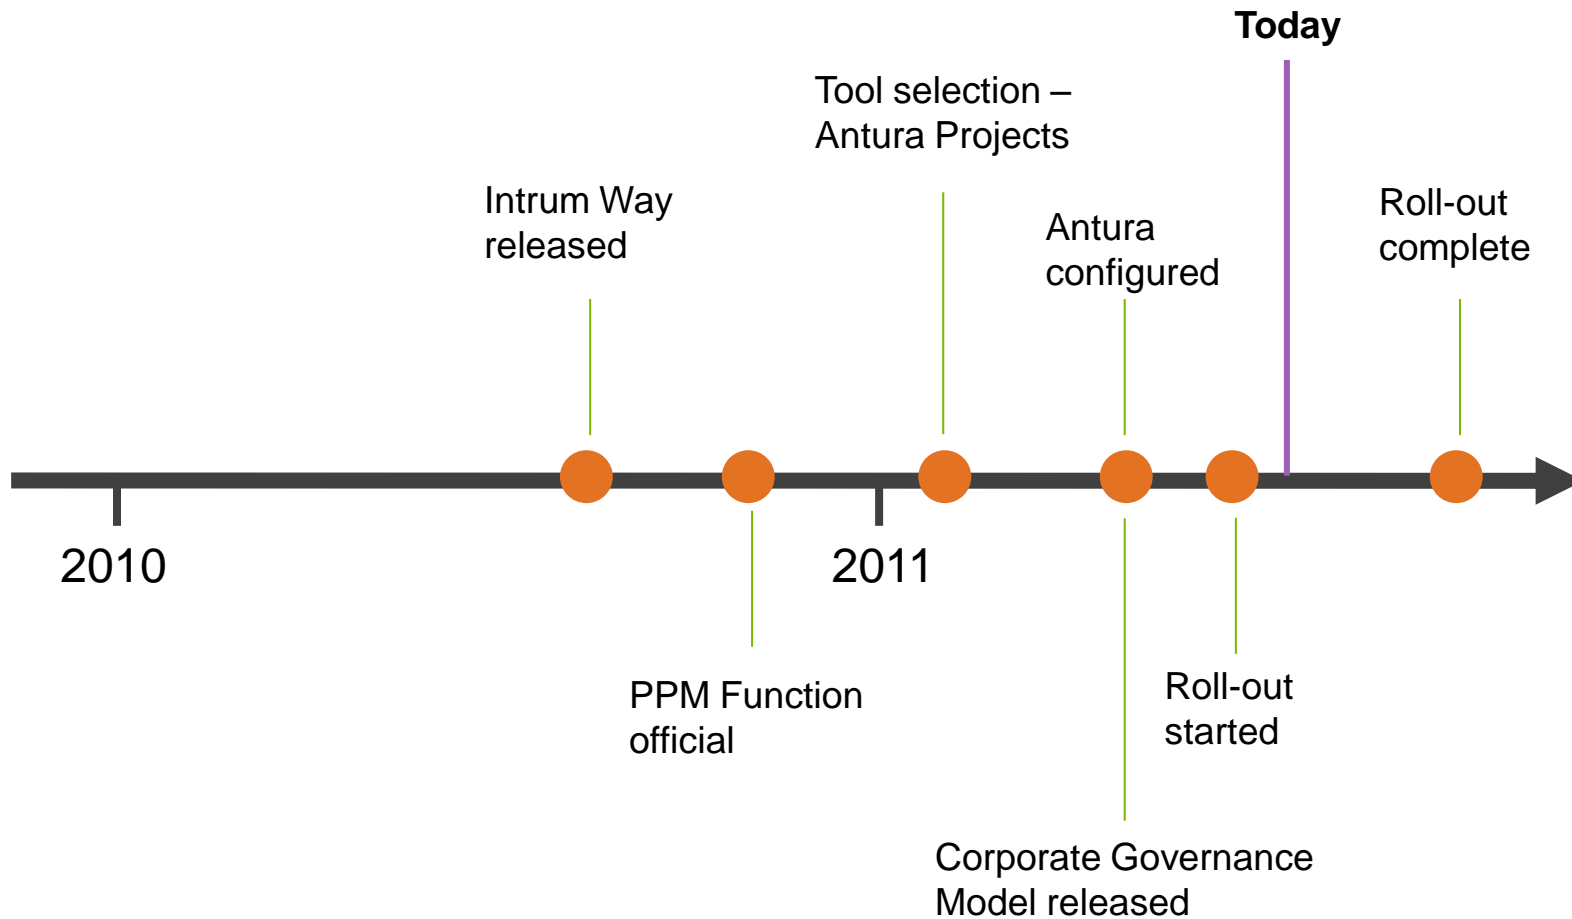 Today
Tool selection –
Antura Projects
Intrum Way
released
Antura
configured
Roll-out
complete
2010
2011
PPM Function
official
Roll-out
started
Corporate Governance
Model released